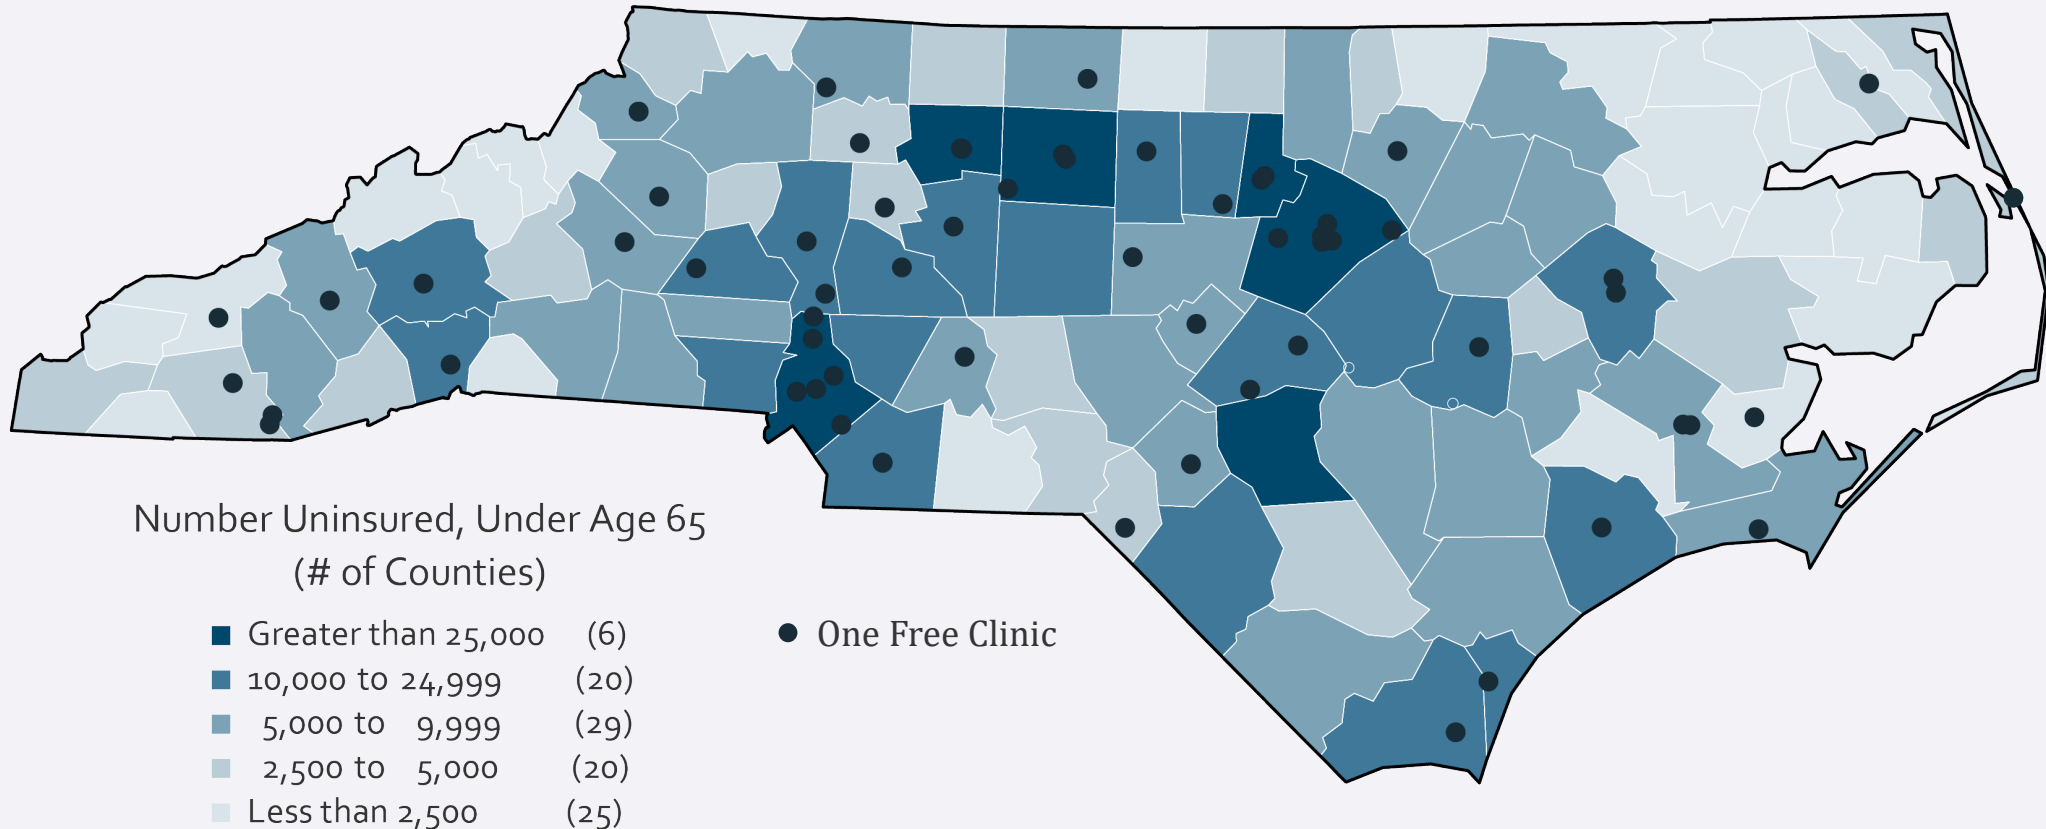 Number Uninsured, Under Age 65
(# of Counties)
Greater than 25,000 (6)
10,000 to 24,999 (20)
5,000 to 9,999 (29)
2,500 to 5,000 (20)
Less than 2,500 (25)
One Free Clinic